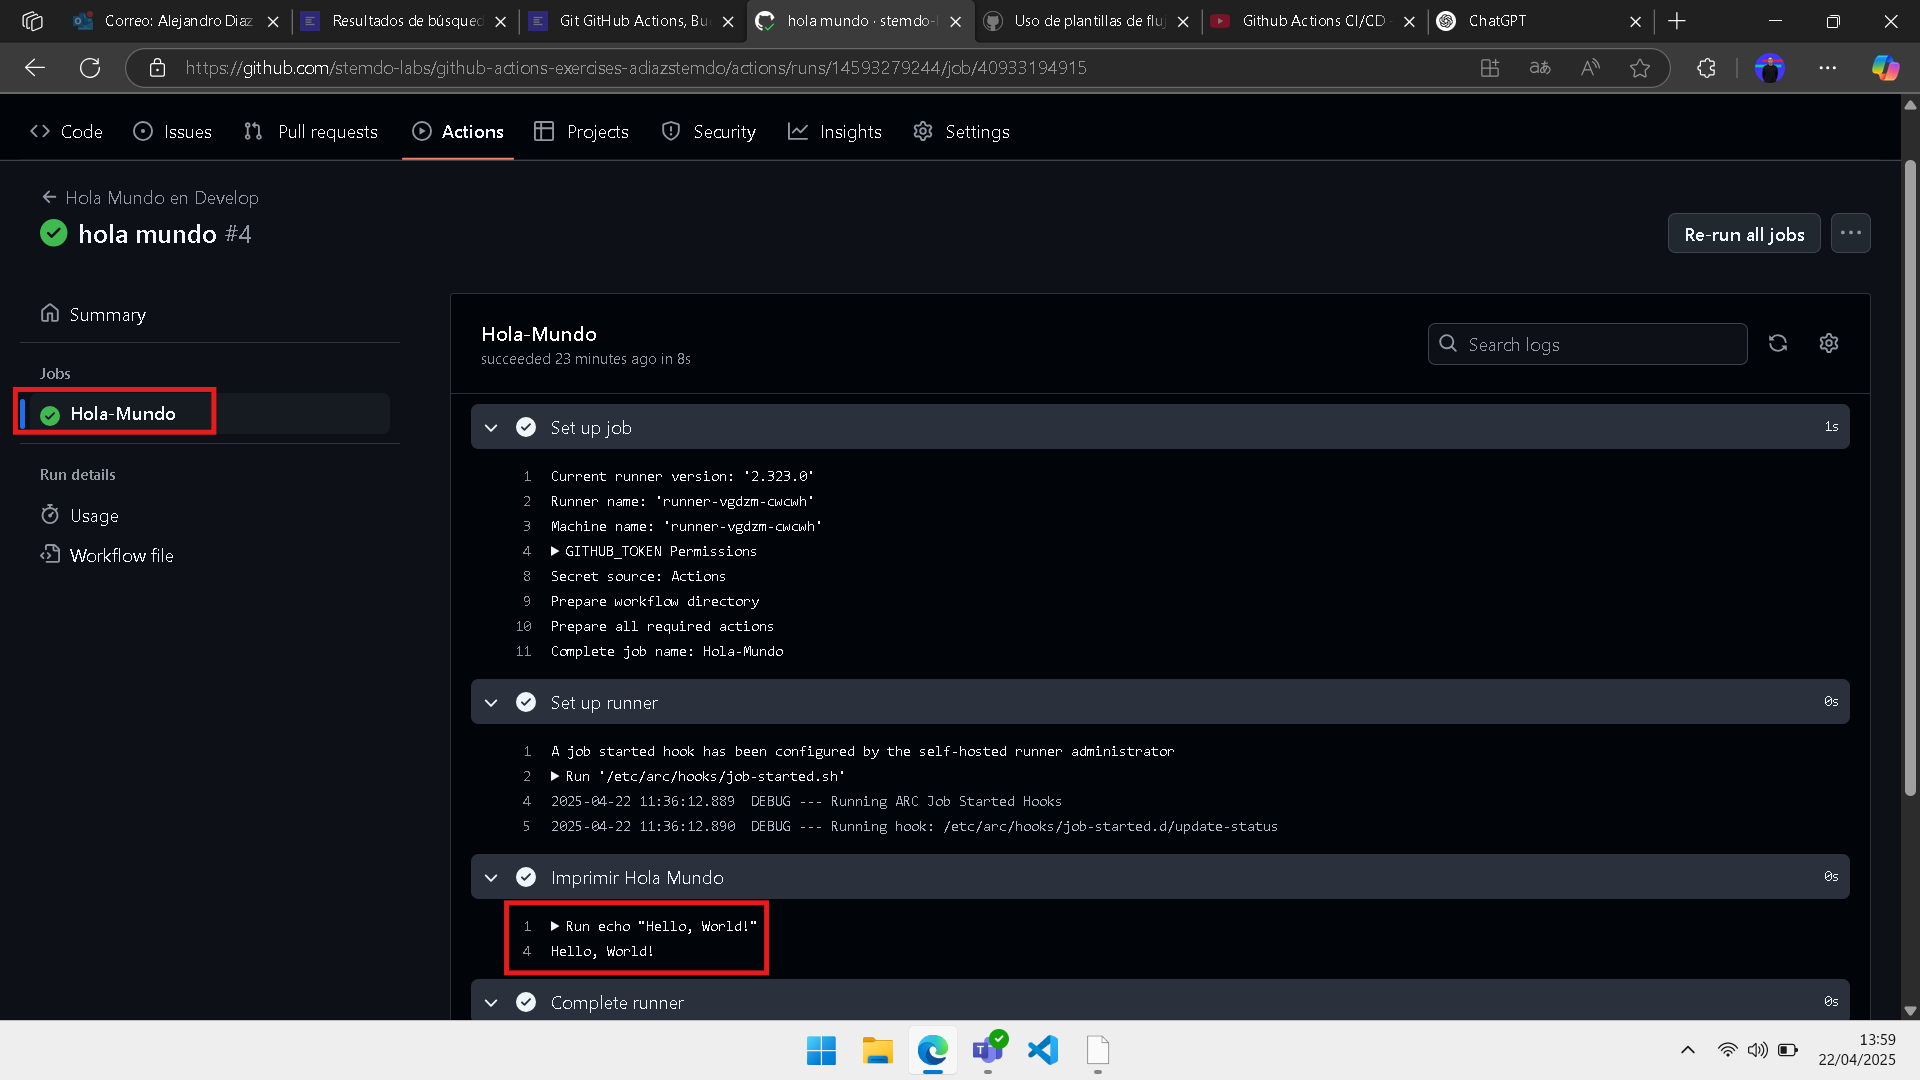 Correo: Alejandro Diaz
Resultados de búsqued
Git GitHub Actions, Bu
hola mundo · stemdo-l
Uso de plantillas de fluj
Github Actions CI/CD
ChatGPT
https://github.com/stemdo-labs/github-actions-exercises-adiazstemdo/actions/runs/14593279244/job/40933194915
Code
Issues
Pull requests
Actions
Projects
Security
Insights
Settings
Hola Mundo en Develop
hola mundo #4
Re-run all jobs
Summary
Jobs
Hola-Mundo
Run details
Usage
Workflow file
Hola-Mundo
succeeded 23 minutes ago in 8s
Search logs
Set up job 1s
1 Current runner version: '2.323.0'
2 Runner name: 'runner-vgdzm-cwcwh'
3 Machine name: 'runner-vgdzm-cwcwh'
4 GITHUB_TOKEN Permissions
8 Secret source: Actions
9 Prepare workflow directory
10 Prepare all required actions
11 Complete job name: Hola-Mundo
Set up runner 0s
1 A job started hook has been configured by the self-hosted runner administrator
2 Run '/etc/arc/hooks/job-started.sh'
4 2025-04-22 11:36:12.889 DEBUG --- Running ARC Job Started Hooks
5 2025-04-22 11:36:12.890 DEBUG --- Running hook: /etc/arc/hooks/job-started.d/update-status
Imprimir Hola Mundo 0s
1 Run echo "Hello, World!"
4 Hello, World!
Complete runner 0s
13:59
22/04/2025